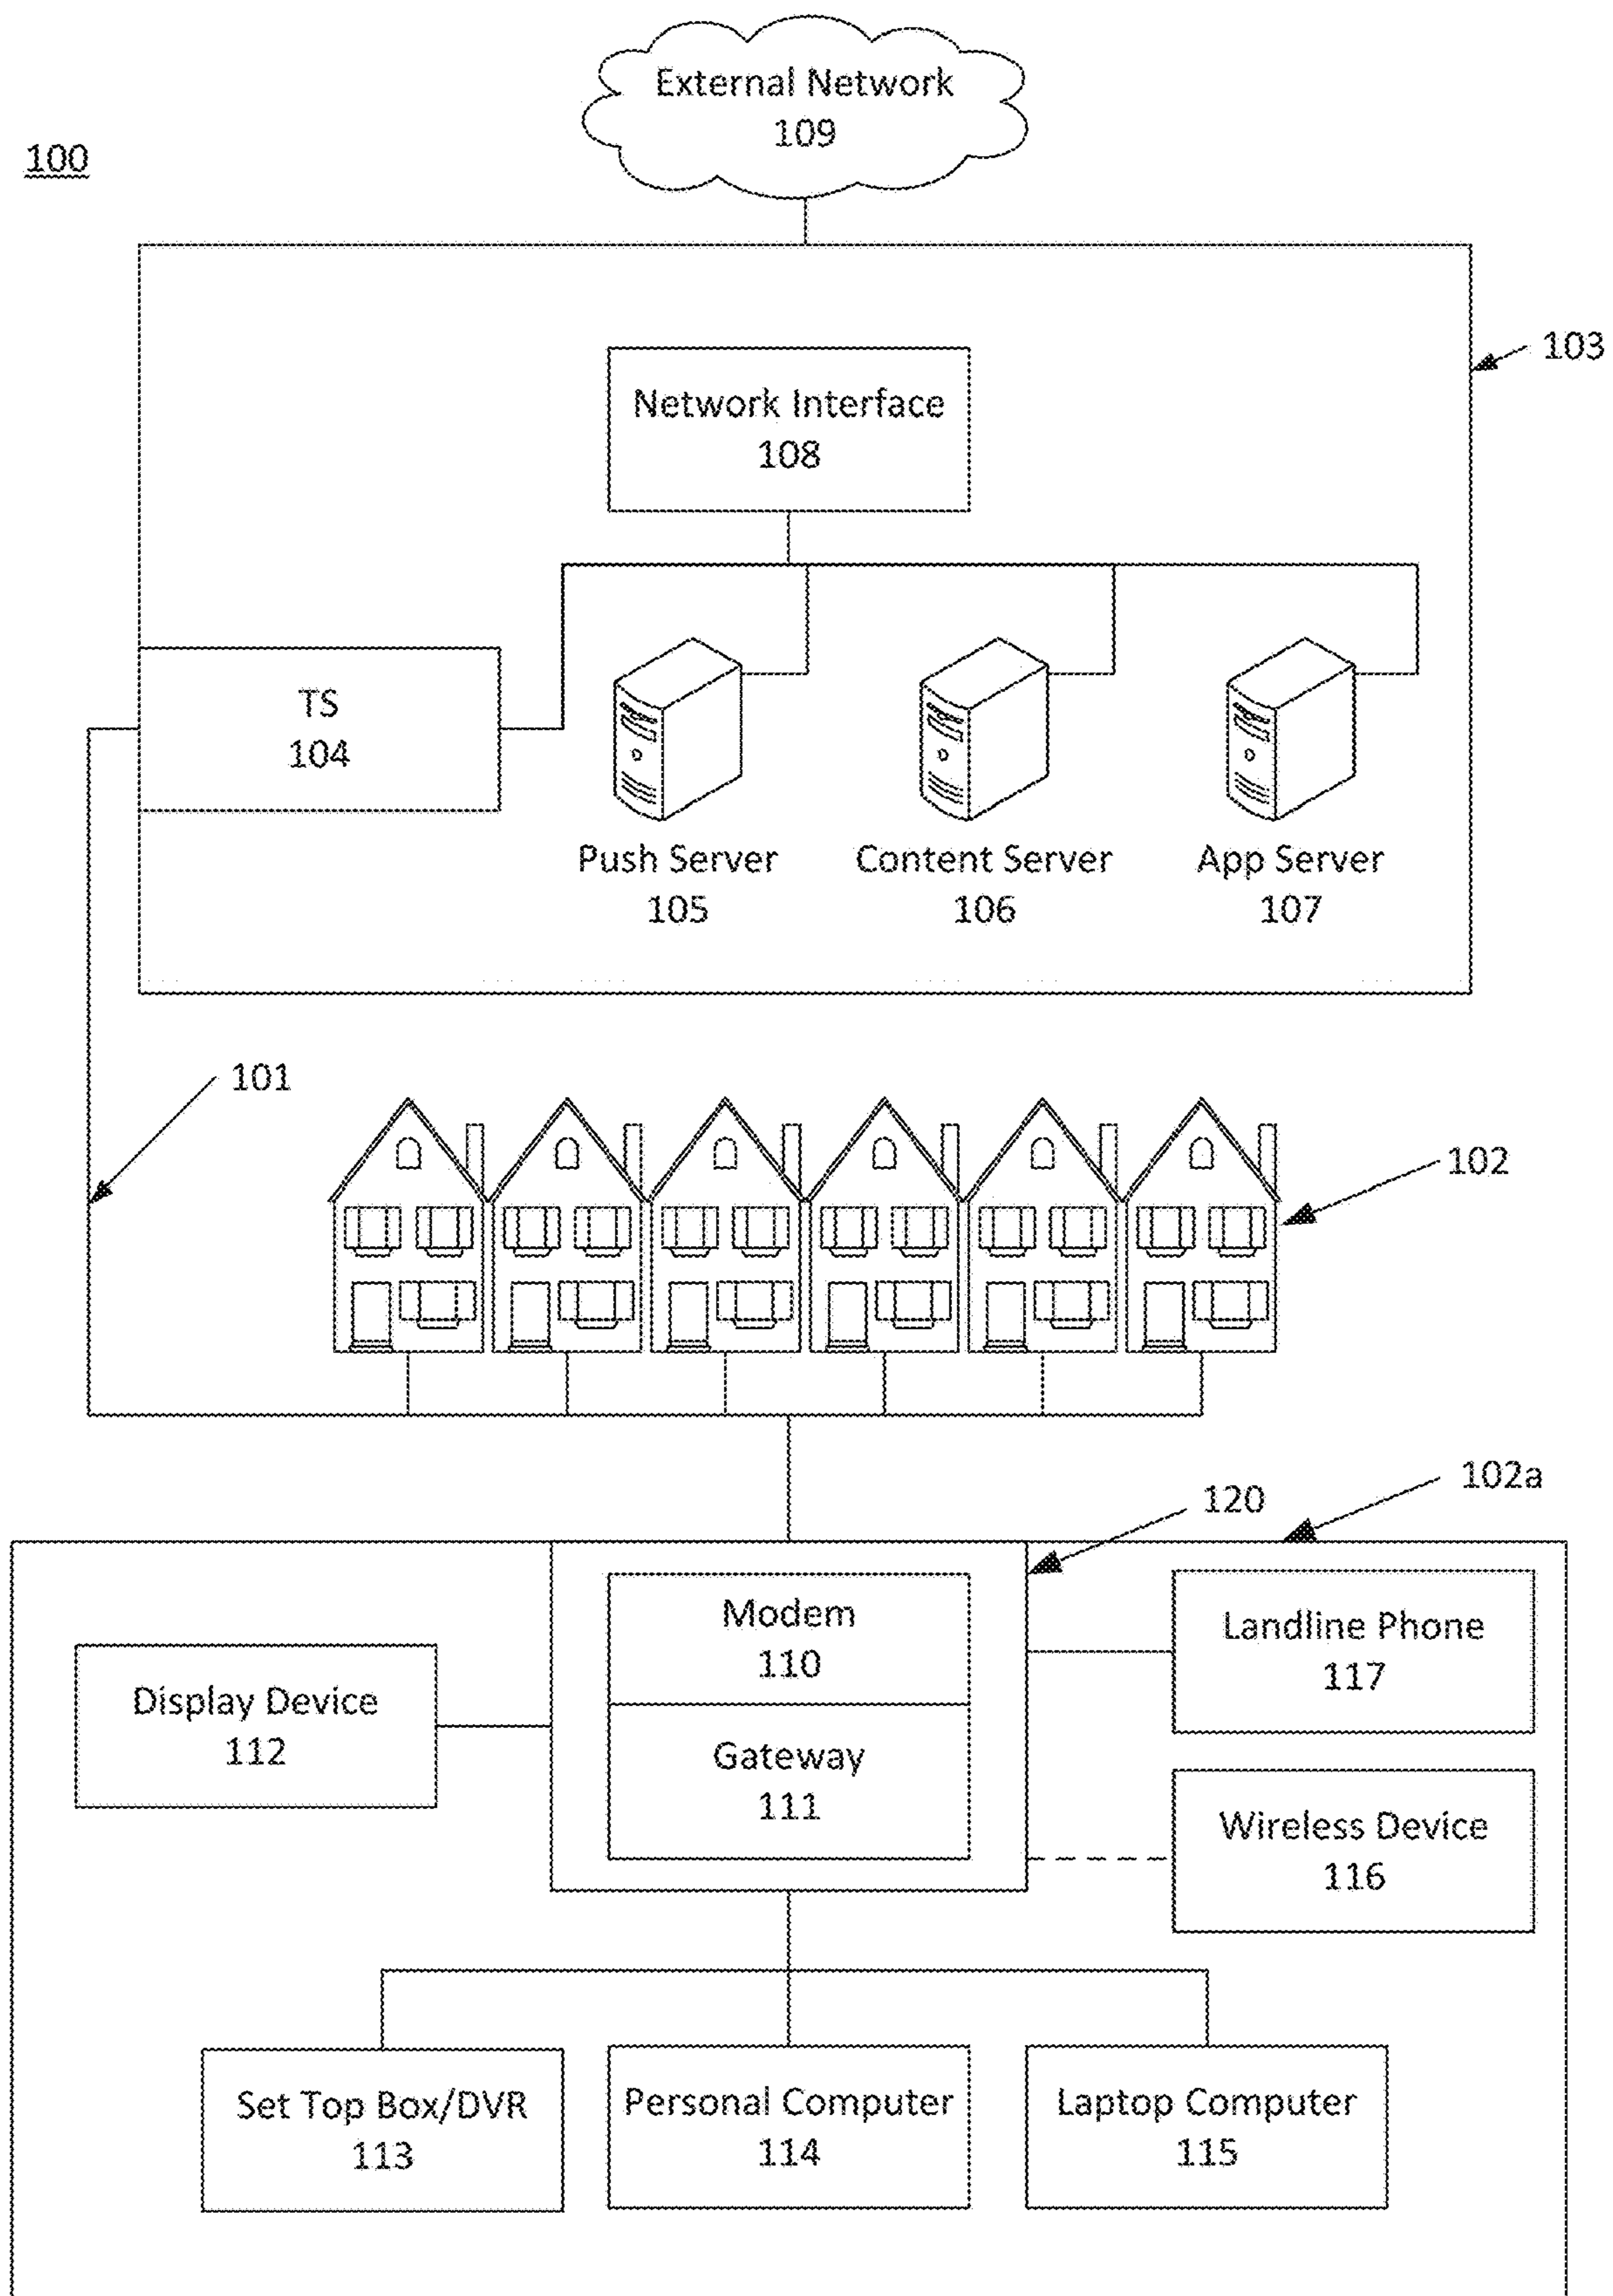 External Network
109
100
103
Network Interface
108
TS
104
Push Server
105
Content Server
106
App Server
107
101
102
102a
120
Modem
110
Landline Phone
117
Display Device
112
Gateway
111
Wireless Device
116
Set Top Box/DVR
113
Personal Computer
114
Laptop Computer
115